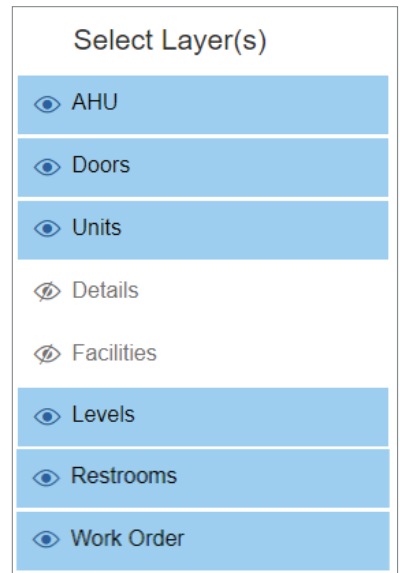 Select Layer(s)
AHU
Doors
Units
Details
Facilities
Levels
Restrooms
Work Order